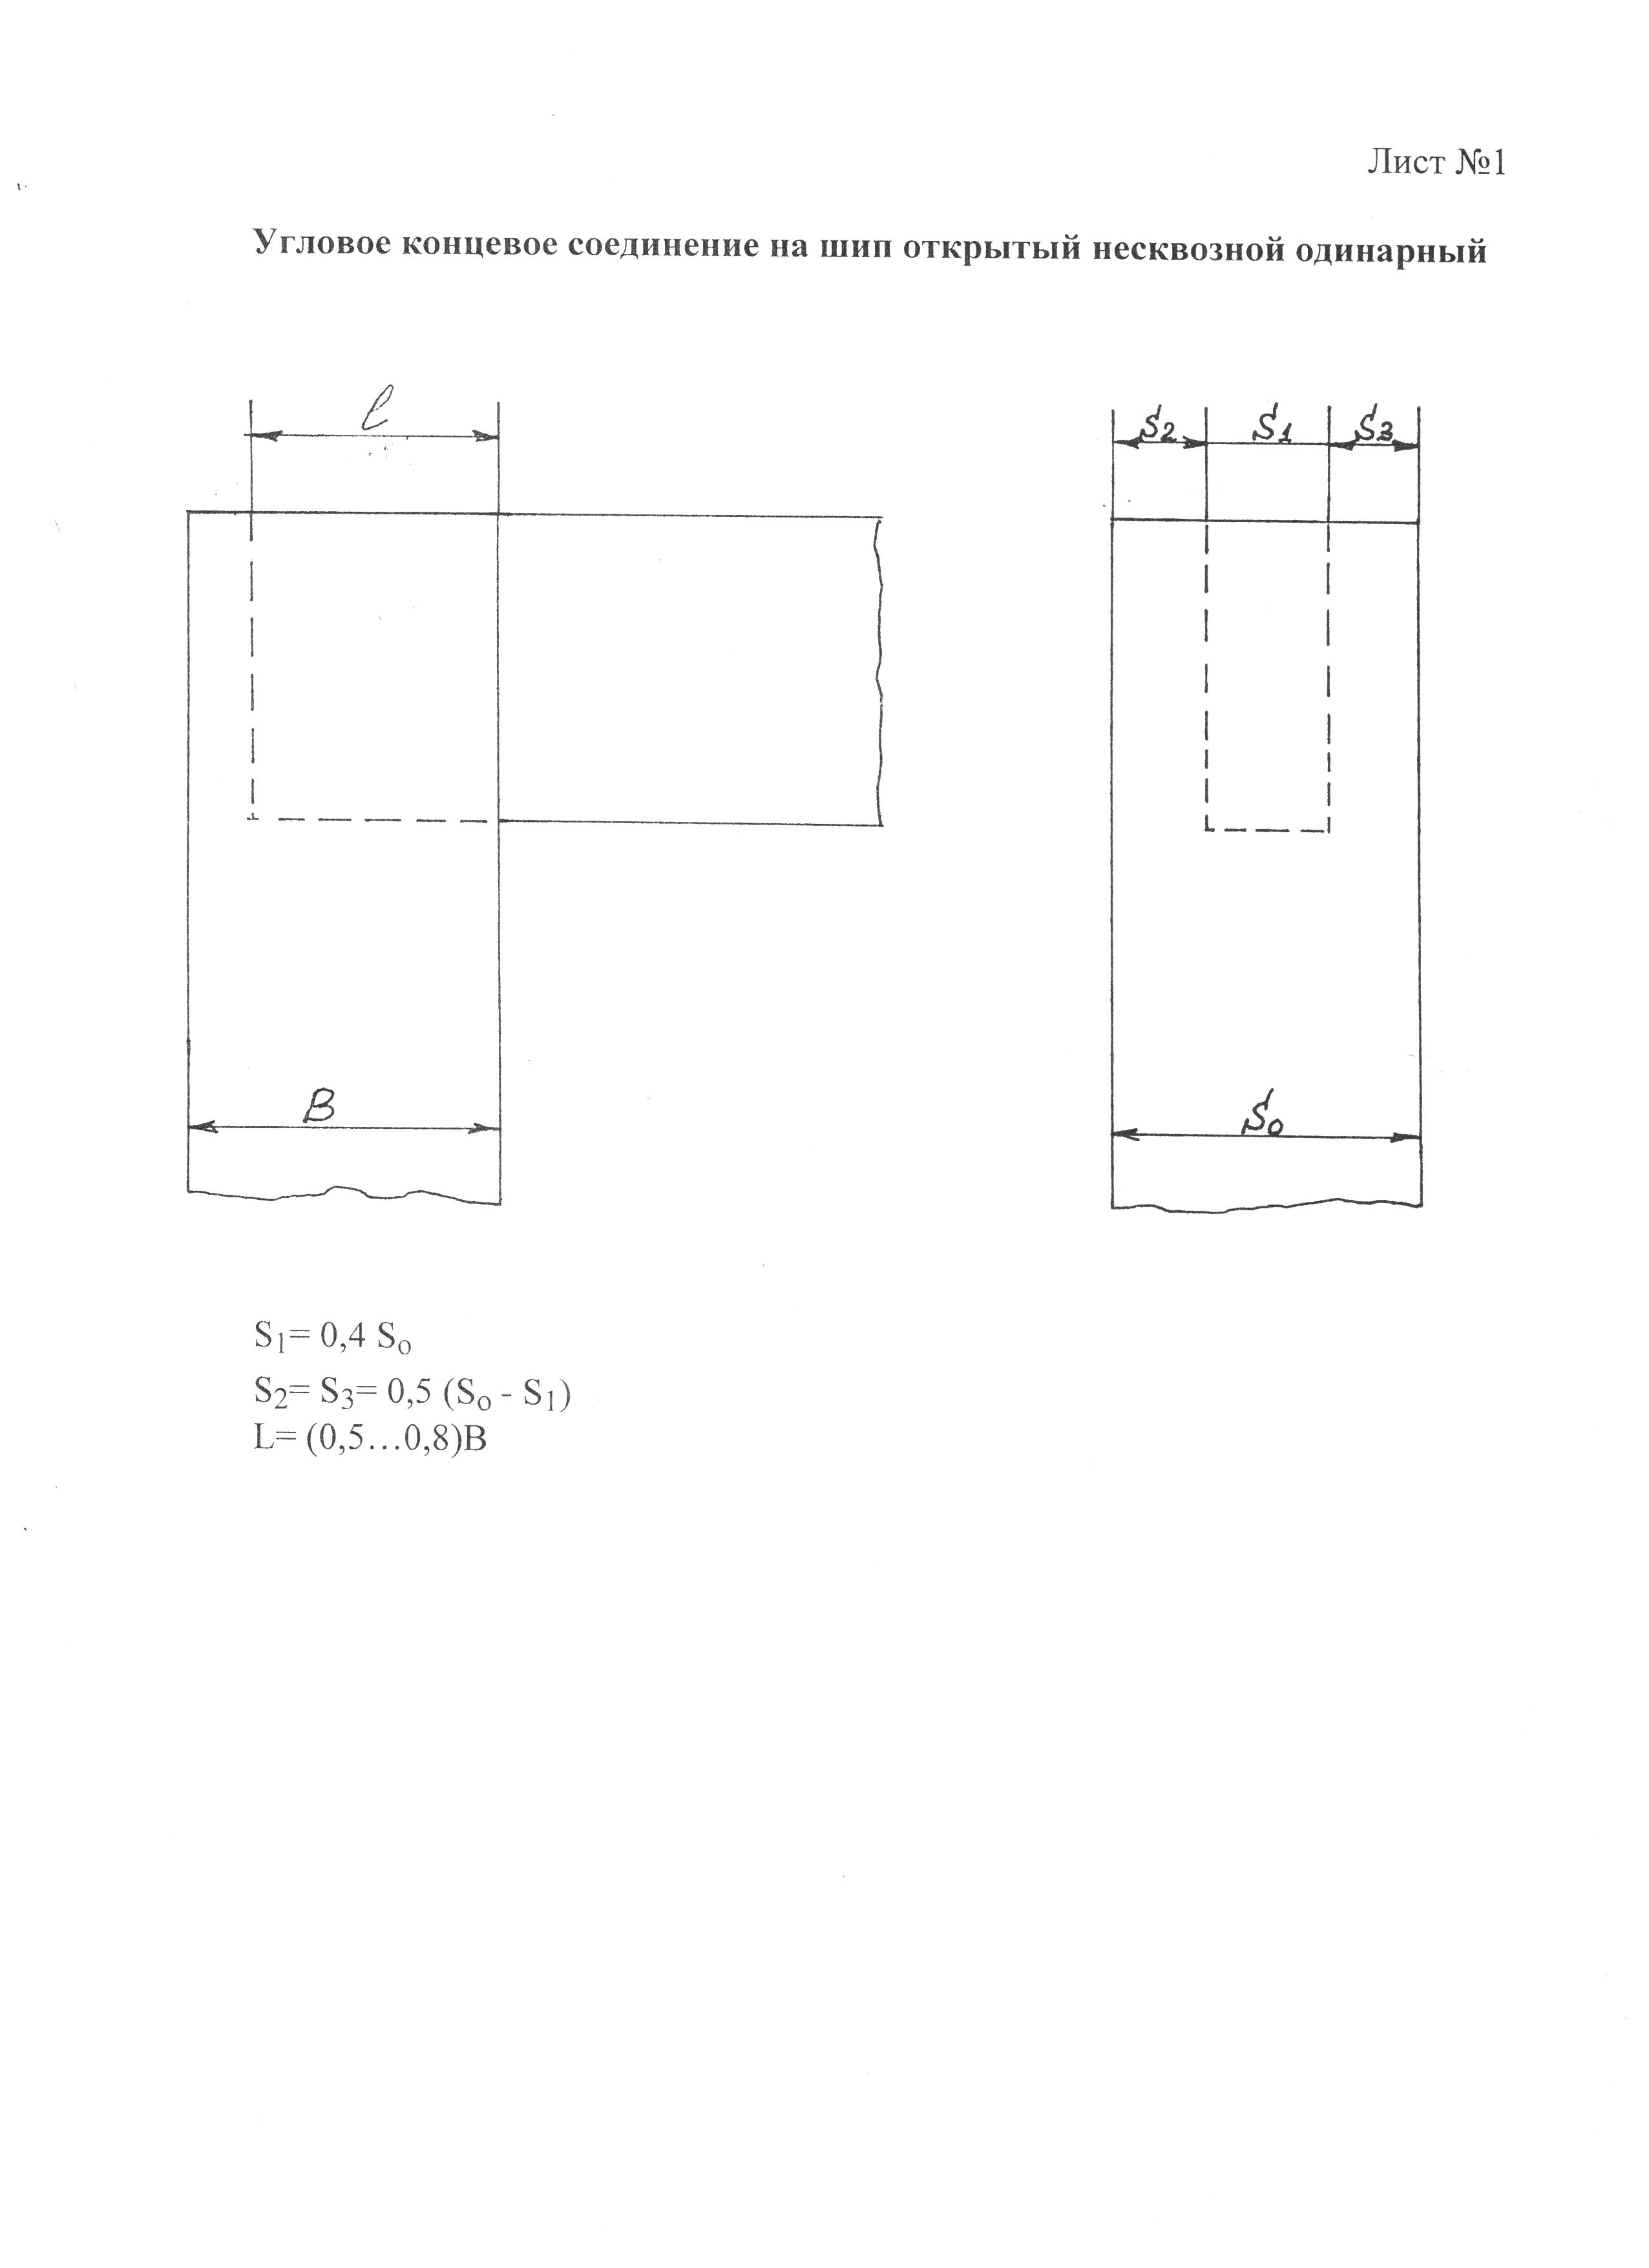 Лист №1
Угловое концевое соединение на шип открытый несквозной одинарный
l
S2 S1 S3
B
S0
S1= 0,4 So
S2= S3= 0,5 (So - S1)
L= (0,5…0,8)B